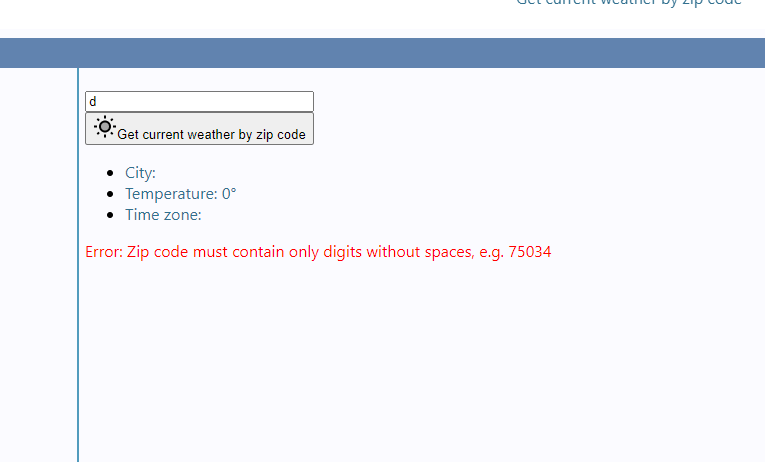 Get current weather by zip code
d
Get current weather by zip code
City:
Temperature: 0°
Time zone:
Error: Zip code must contain only digits without spaces, e.g. 75034